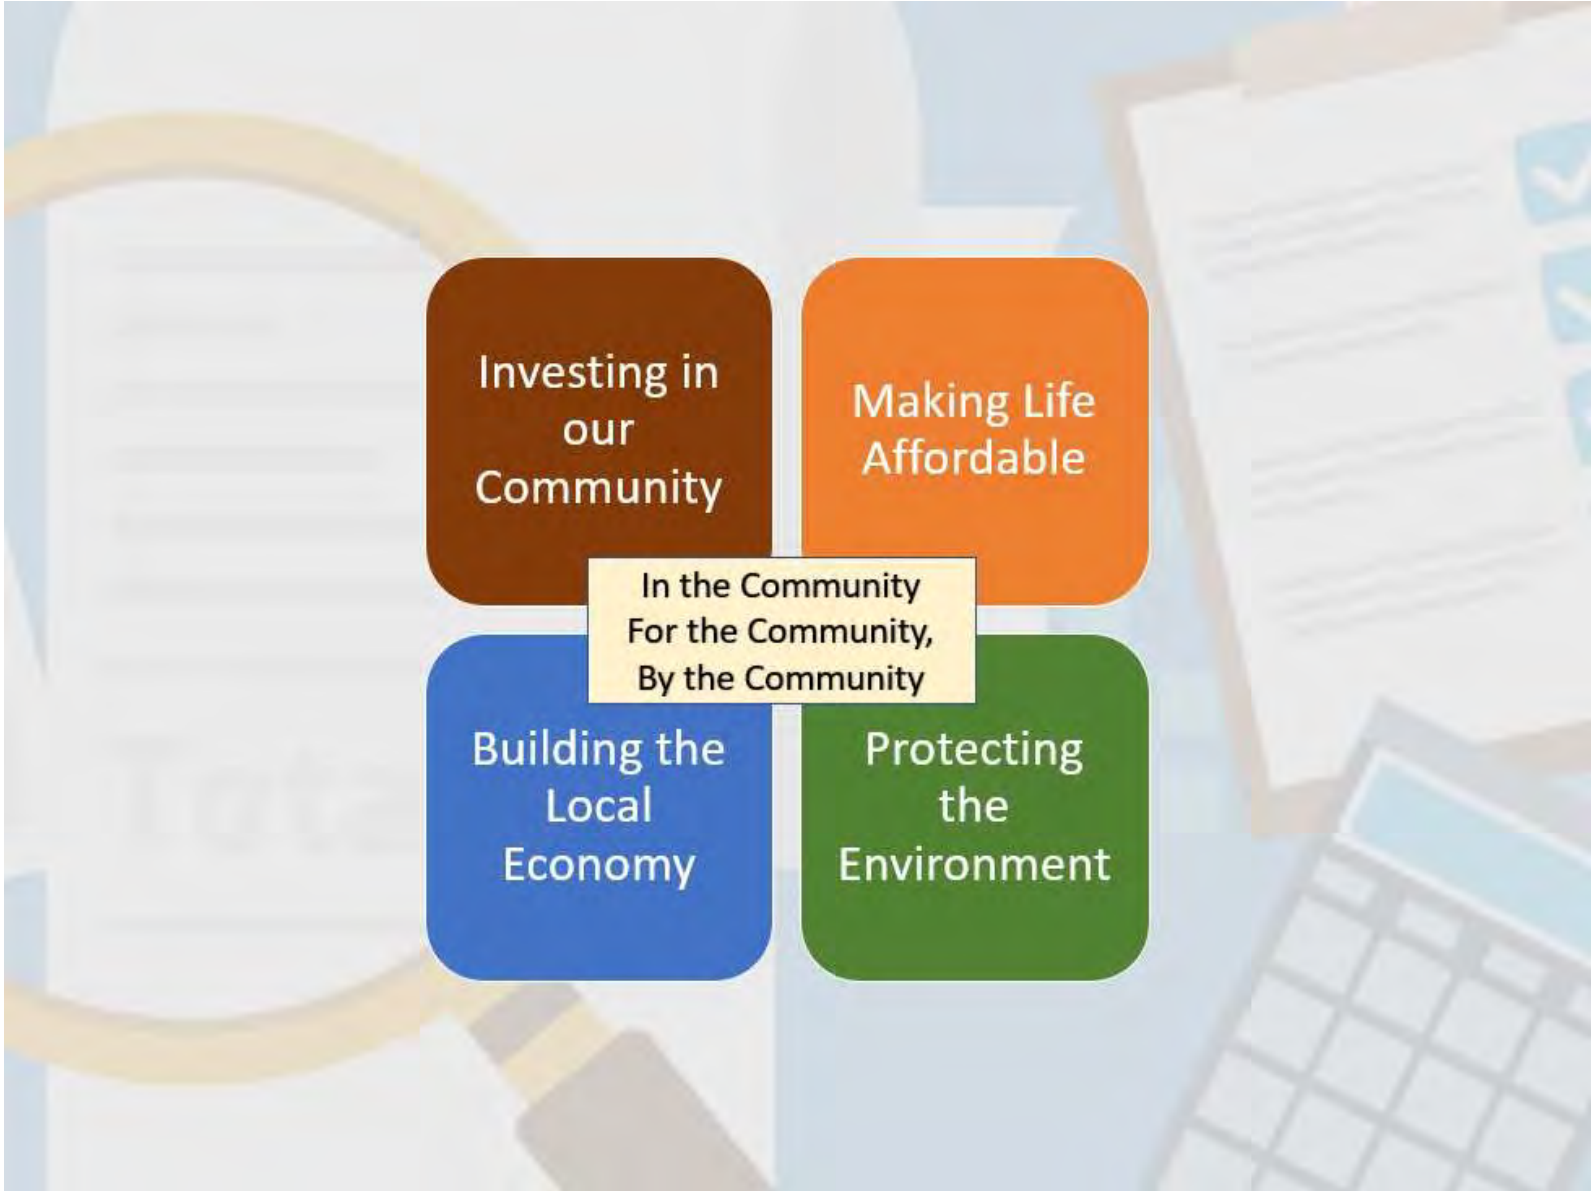 Investing in
our
Community
Making Life
Affordable
In the Community
For the Community,
By the Community
Building the
Local
Economy
Protecting
the
Environment